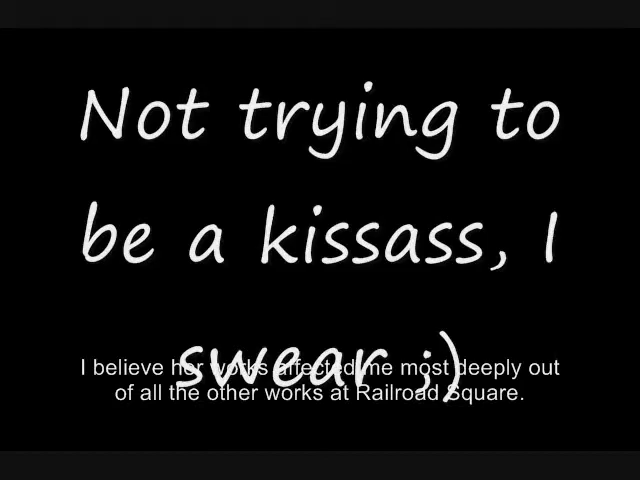 Not trying to
be a kissass, I
swear ;)
I believe her works affected me most deeply out
of all the other works at Railroad Square.